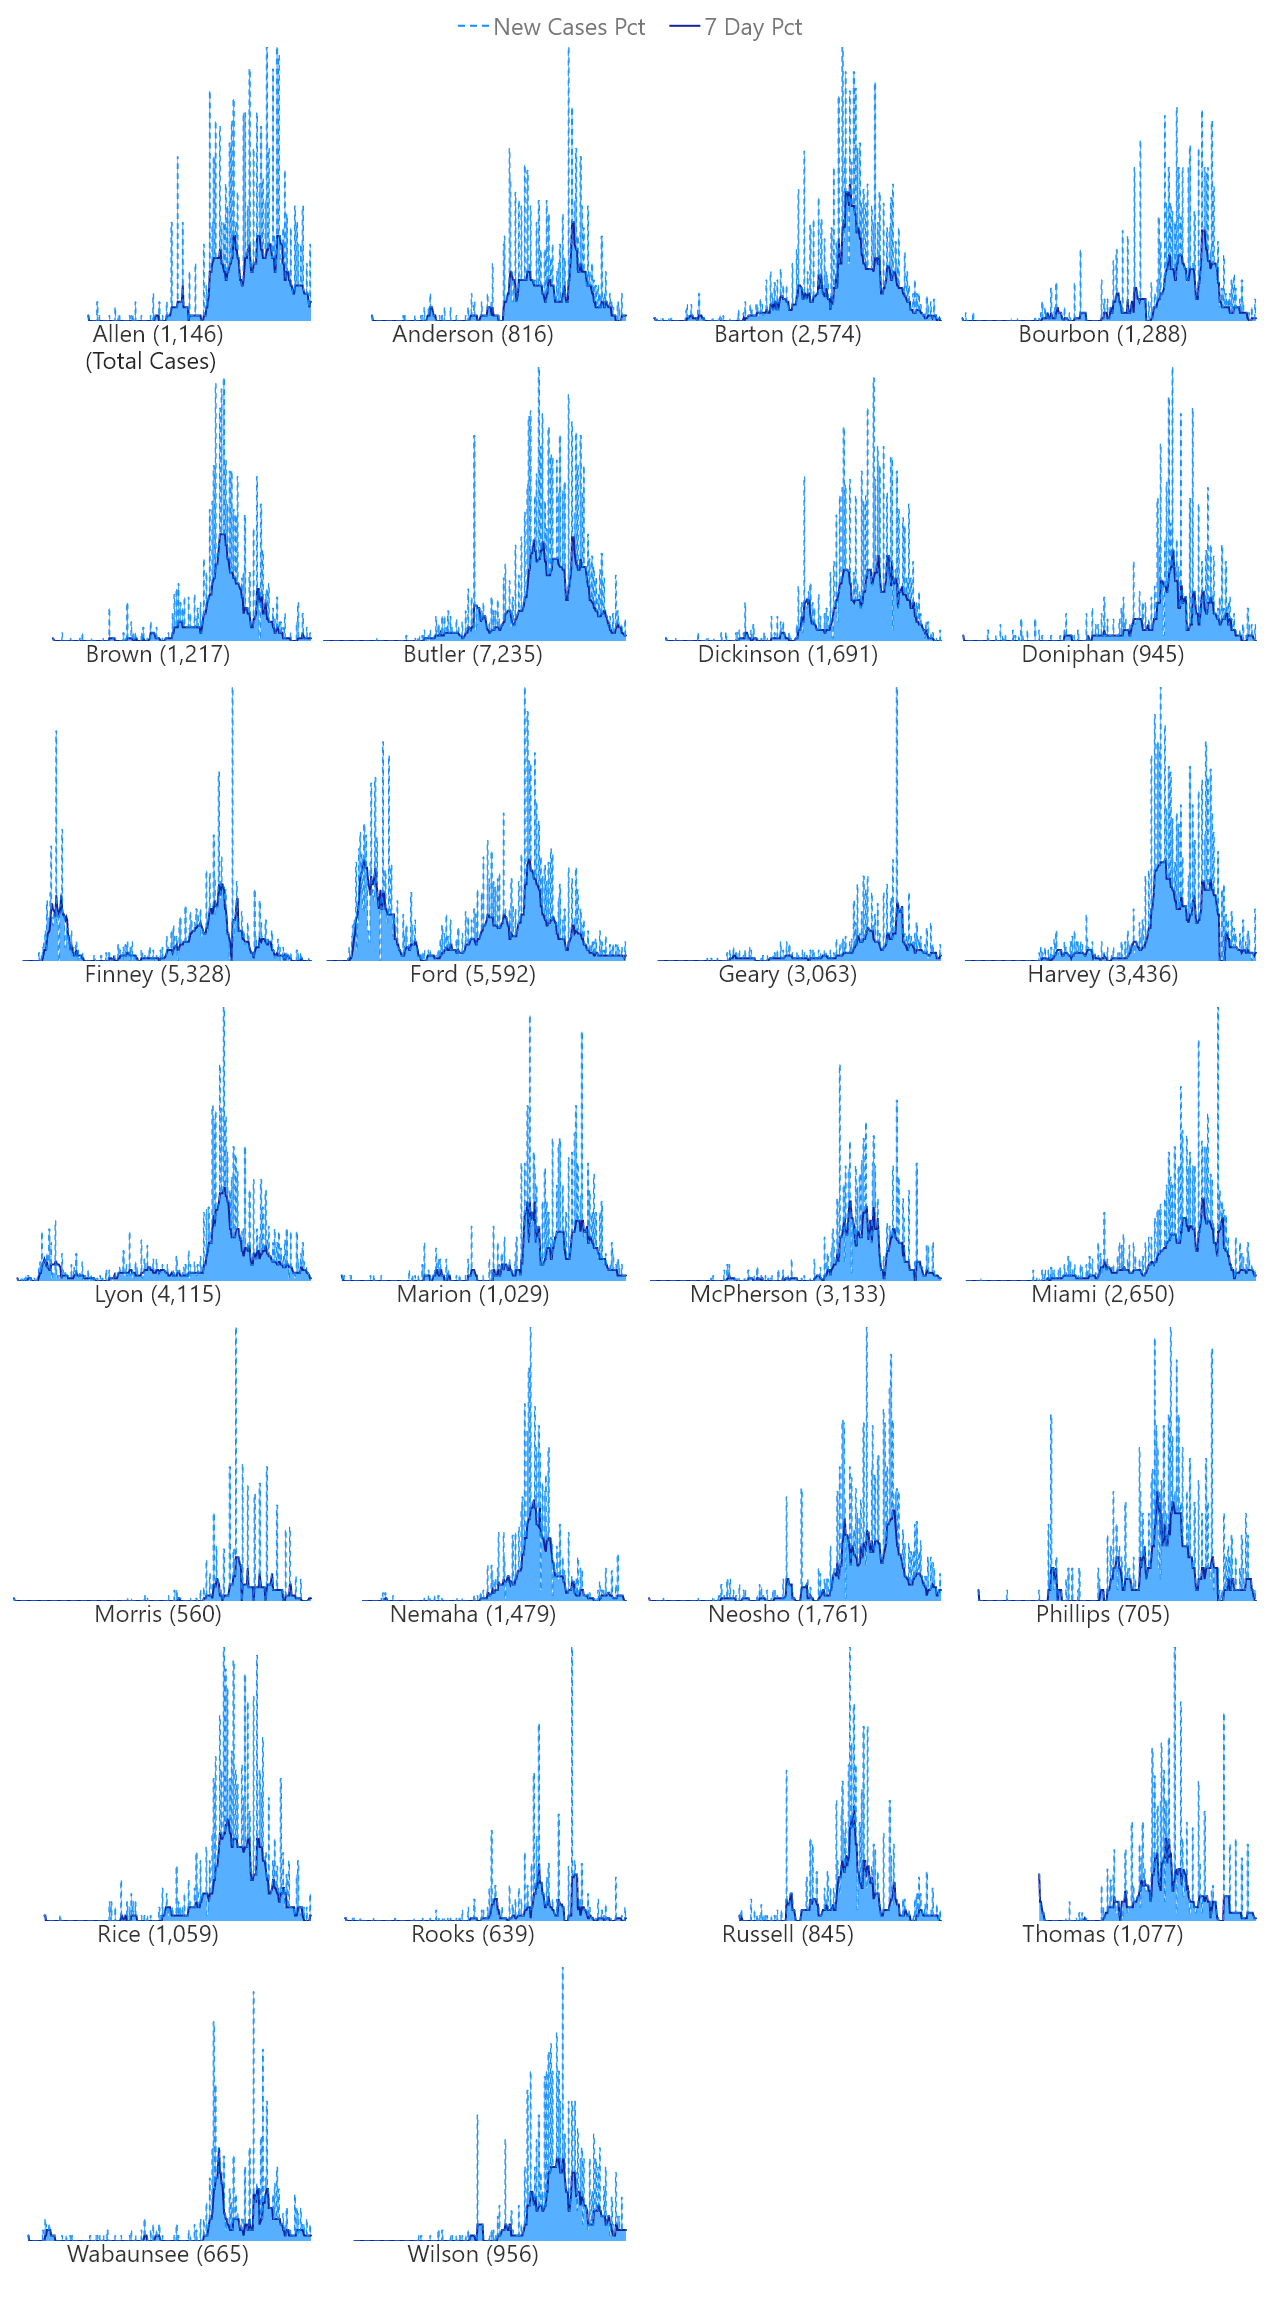 New Cases Pct 7 Day Pct
Allen (1,146) Anderson (816) Barton (2,574) Bourbon (1,288)
(Total Cases)
Brown (1,217) Butler (7,235) Dickinson (1,691) Doniphan (945)
Finney (5,328) Ford (5,592) Geary (3,063) Harvey (3,436)
Lyon (4,115) Marion (1,029) McPherson (3,133) Miami (2,650)
Morris (560) Nemaha (1,479) Neosho (1,761) Phillips (705)
Rice (1,059) Rooks (639) Russell (845) Thomas (1,077)
Wabaunsee (665) Wilson (956)